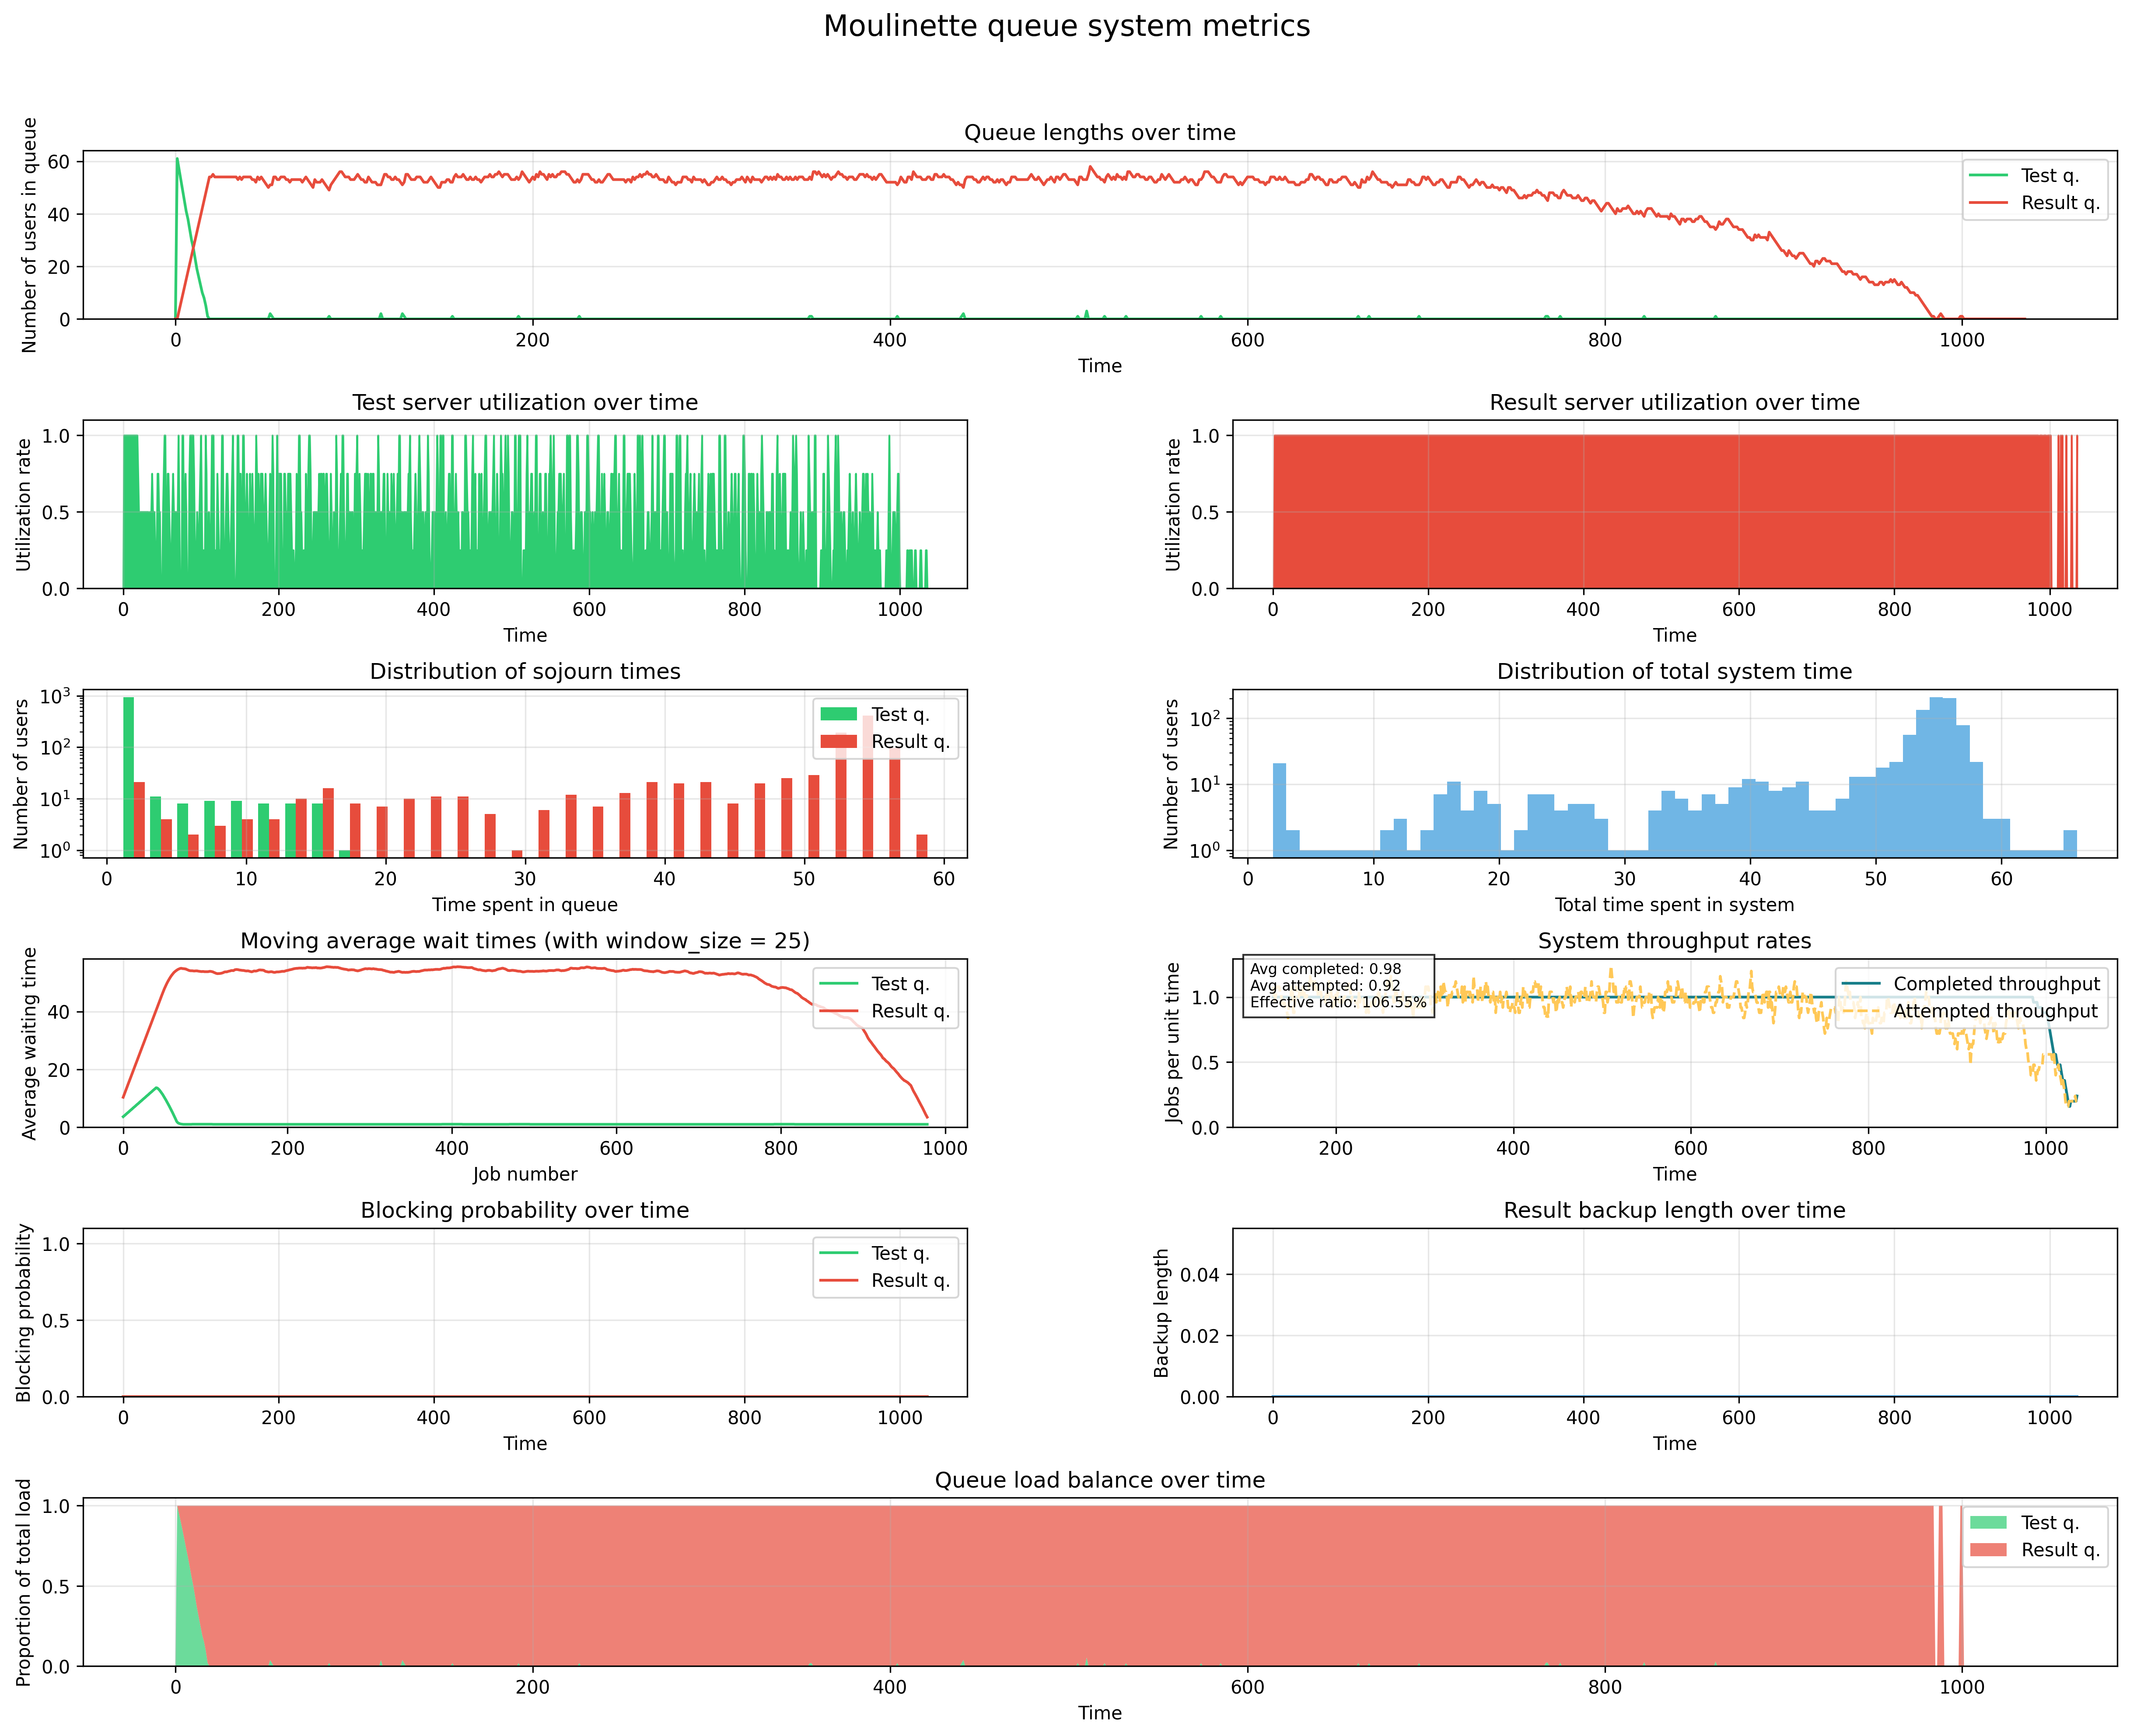 Moulinette queue system metrics
Queue lengths over time
Number of users in queue
60
40
20
0
Test q.
Result q.
0 200 400 600 800 1000
Time
Test server utilization over time
Utilization rate
1.0
0.5
0.0
0 200 400 600 800 1000
Time
Result server utilization over time
Utilization rate
1.0
0.5
0.0
0 200 400 600 800 1000
Time
Distribution of sojourn times
Number of users
10³
10²
10¹
10⁰
Test q.
Result q.
0 10 20 30 40 50 60
Time spent in queue
Distribution of total system time
Number of users
10²
10¹
10⁰
0 10 20 30 40 50 60
Total time spent in system
Moving average wait times (with window_size = 25)
Average waiting time
40
20
0
Test q.
Result q.
0 200 400 600 800 1000
Job number
System throughput rates
Jobs per unit time
1.0
0.5
0.0
Avg completed: 0.98
Avg attempted: 0.92
Effective ratio: 106.55%
Completed throughput
Attempted throughput
200 400 600 800 1000
Time
Blocking probability over time
Blocking probability
1.0
0.5
0.0
Test q.
Result q.
0 200 400 600 800 1000
Time
Result backup length over time
Backup length
0.04
0.02
0.00
0 200 400 600 800 1000
Time
Queue load balance over time
Proportion of total load
1.0
0.5
0.0
Test q.
Result q.
0 200 400 600 800 1000
Time